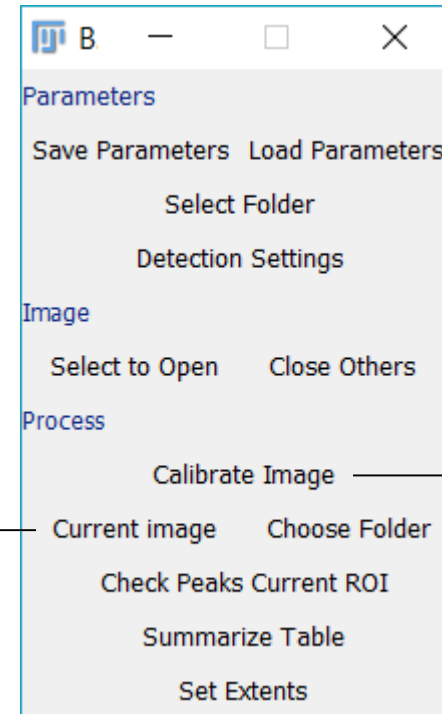 B
Parameters
Save Parameters Load Parameters
Select Folder
Detection Settings
Image
Select to Open Close Others
Process
Calibrate Image
Current image Choose Folder
Check Peaks Current ROI
Summarize Table
Set Extents